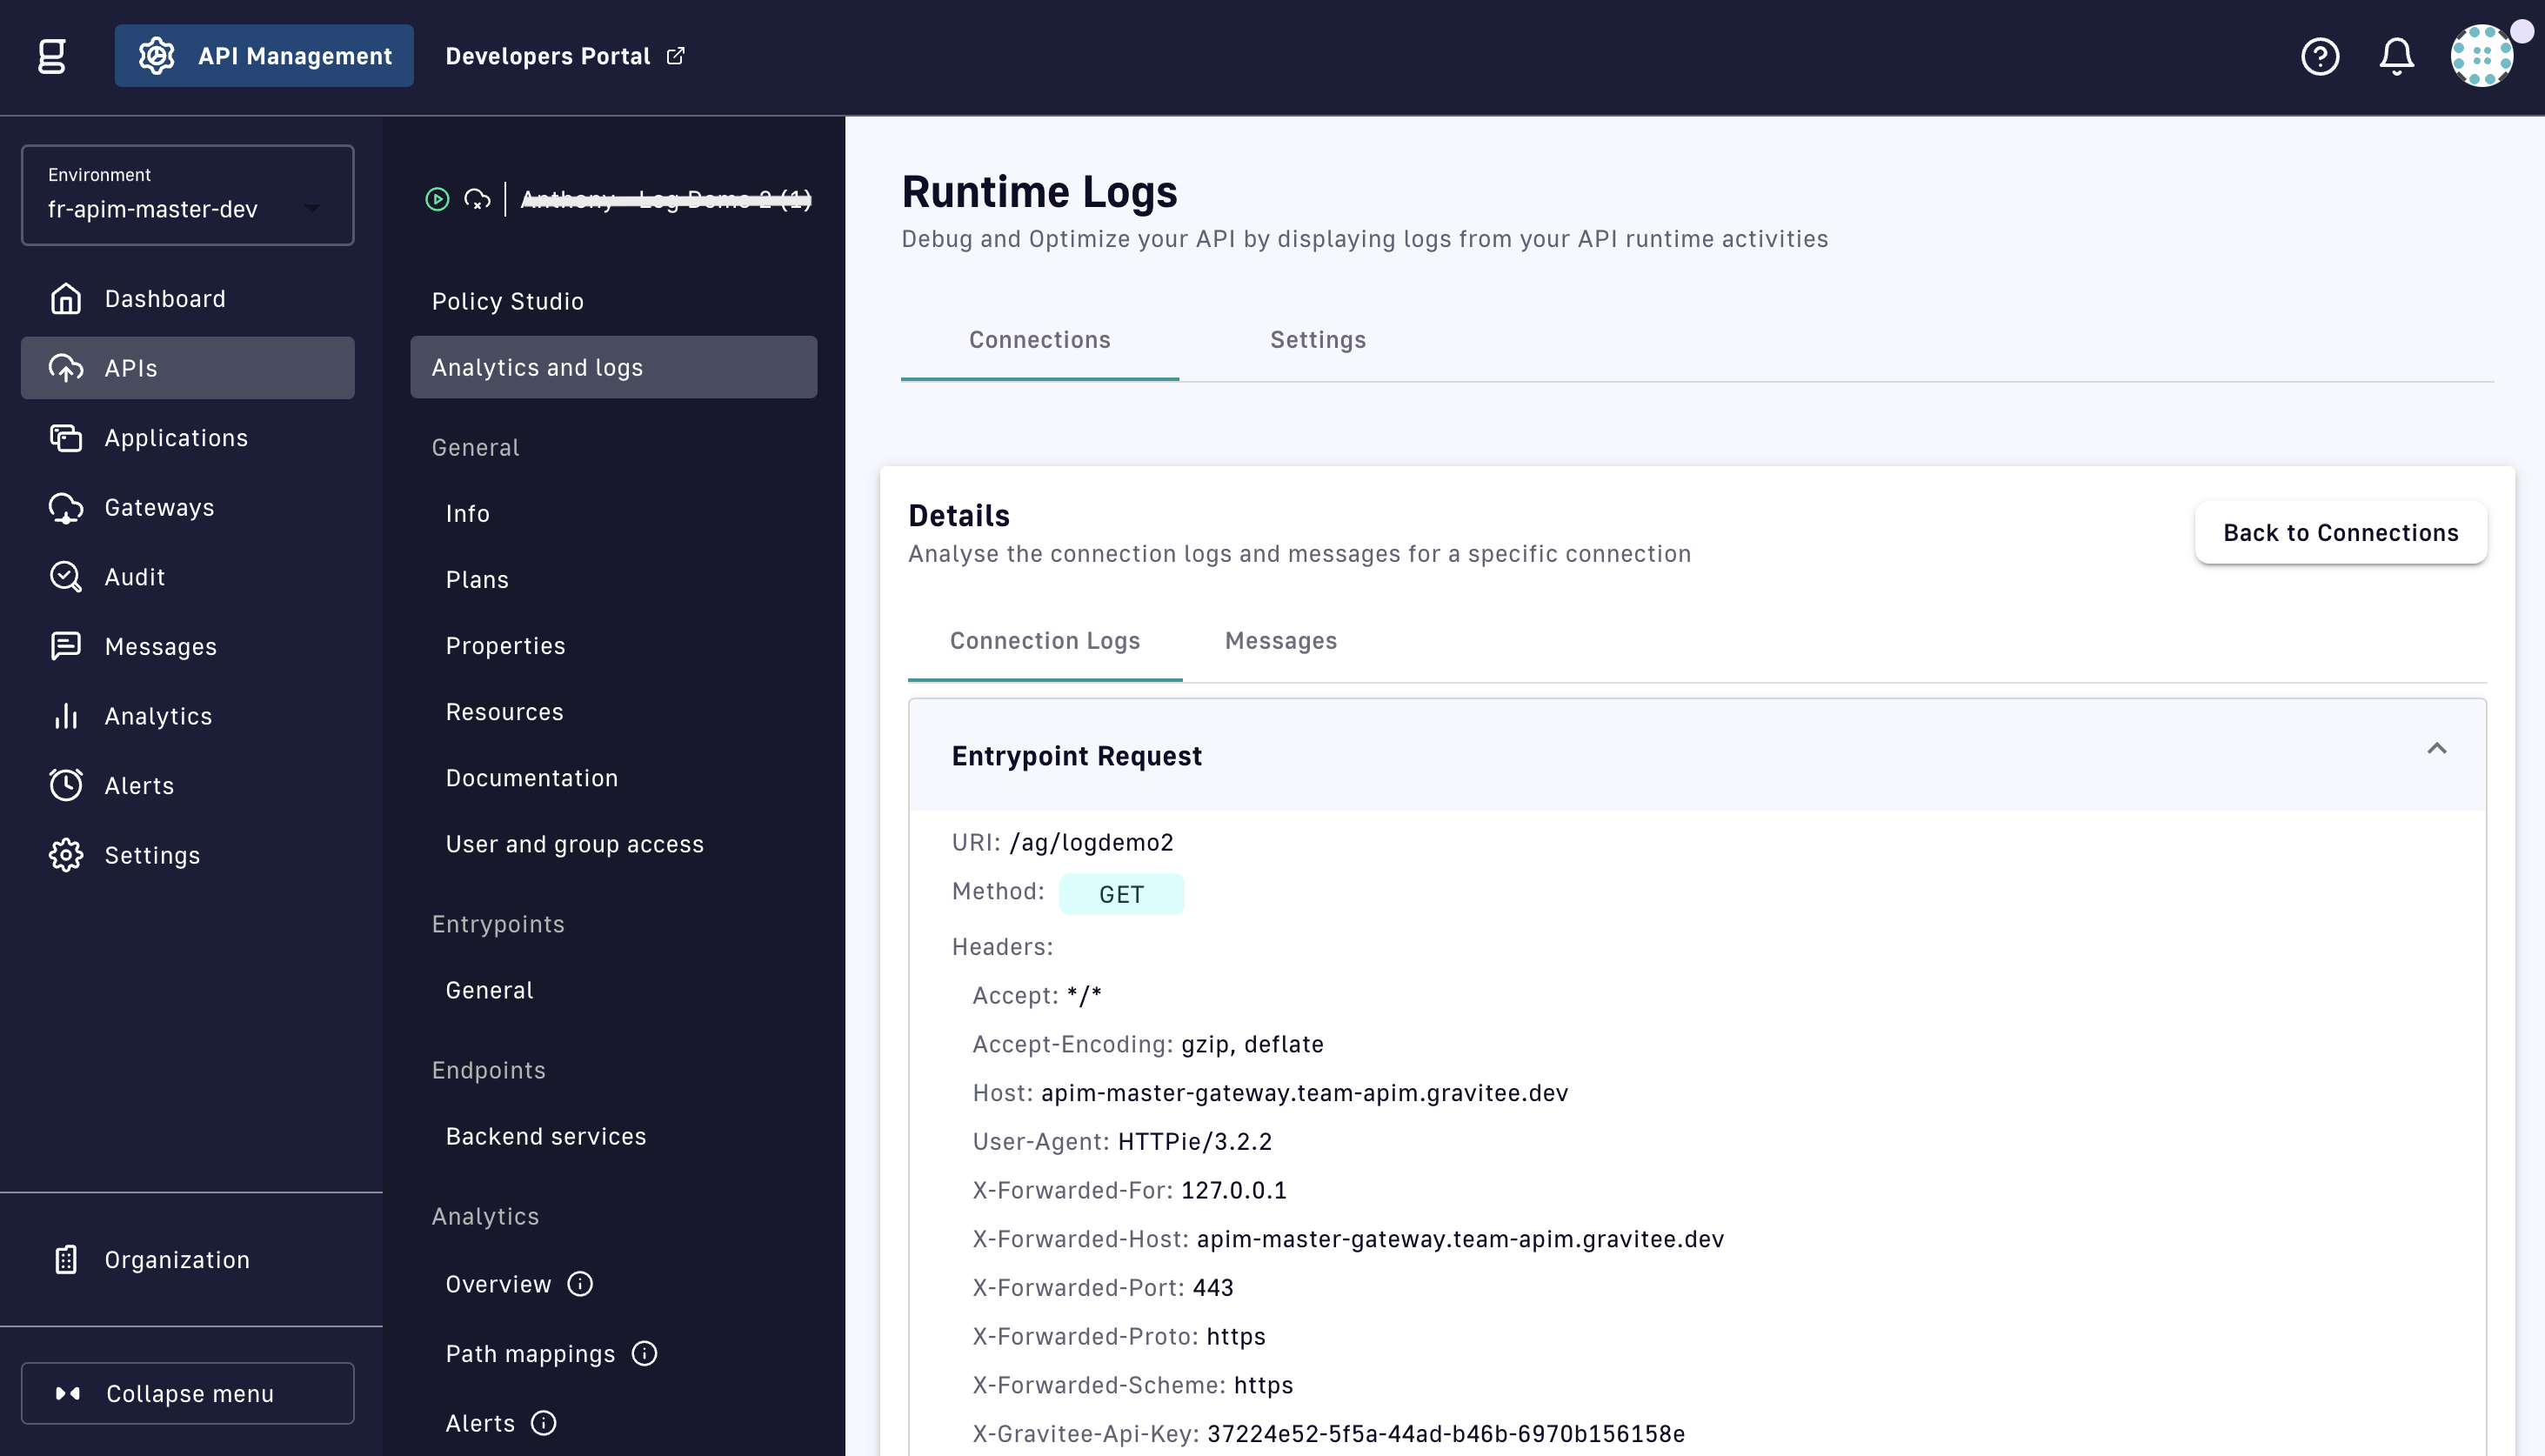 g
API Management
Developers Portal
Environment
fr-apim-master-dev
Dashboard
APIs
Applications
Gateways
Audit
Messages
Analytics
Alerts
Settings
Organization
Collapse menu
Anthony - Log Demo 2 (1)
Policy Studio
Analytics and logs
General
Info
Plans
Properties
Resources
Documentation
User and group access
Entrypoints
General
Endpoints
Backend services
Analytics
Overview
Path mappings
Alerts
Runtime Logs
Debug and Optimize your API by displaying logs from your API runtime activities
Connections
Settings
Details
Analyse the connection logs and messages for a specific connection
Back to Connections
Connection Logs
Messages
Entrypoint Request
URI: /ag/logdemo2
Method: GET
Headers:
Accept: */*
Accept-Encoding: gzip, deflate
Host: apim-master-gateway.team-apim.gravitee.dev
User-Agent: HTTPie/3.2.2
X-Forwarded-For: 127.0.0.1
X-Forwarded-Host: apim-master-gateway.team-apim.gravitee.dev
X-Forwarded-Port: 443
X-Forwarded-Proto: https
X-Forwarded-Scheme: https
X-Gravitee-Api-Key: 37224e52-5f5a-44ad-b46b-6970b156158e